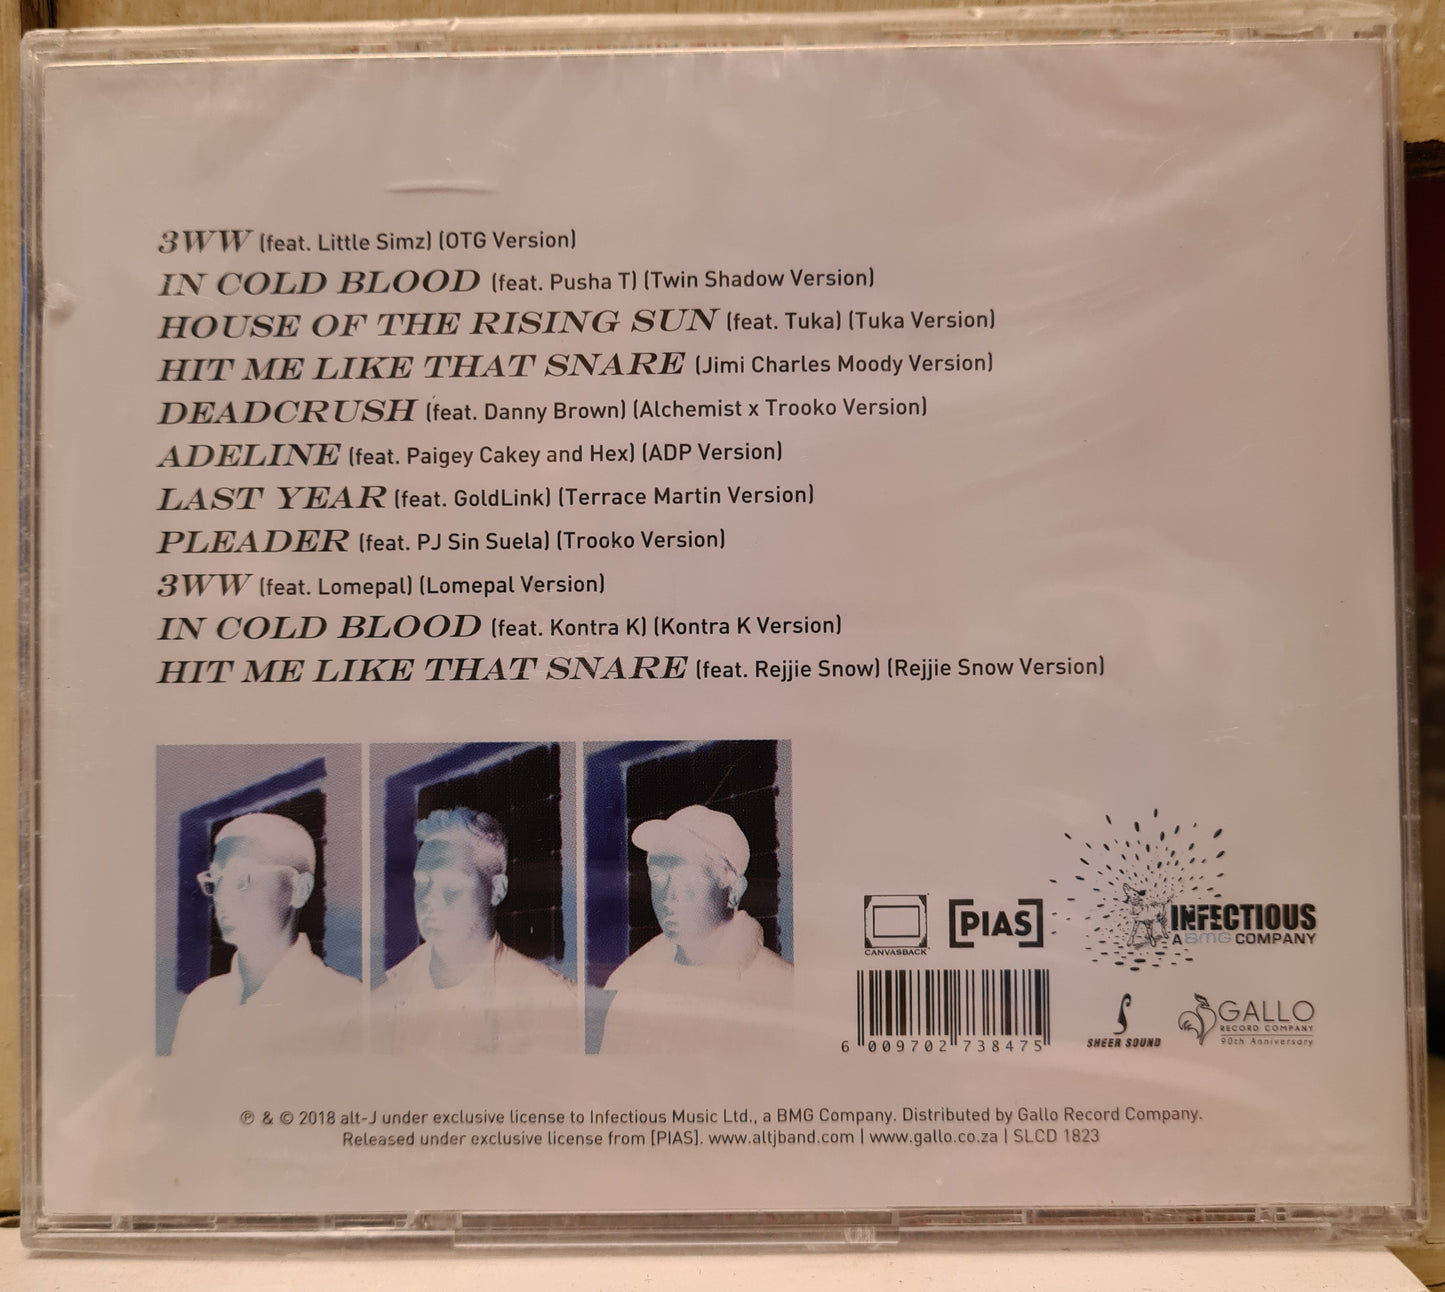 3WW (feat. Little Simz) (OTG Version)
IN COLD BLOOD (feat. Pusha T) (Twin Shadow Version)
HOUSE OF THE RISING SUN (feat. Tuka) (Tuka Version)
HIT ME LIKE THAT SNARE (Jimi Charles Moody Version)
DEADCRUSH (feat. Danny Brown) (Alchemist x Trooko Version)
ADELINE (feat. Paigey Cakey and Hex) (ADP Version)
LAST YEAR (feat. GoldLink) (Terrace Martin Version)
PLEADER (feat. PJ Sin Suela) (Trooko Version)
3WW (feat. Lomepal) (Lomepal Version)
IN COLD BLOOD (feat. Kontra K) (Kontra K Version)
HIT ME LIKE THAT SNARE (feat. Rejjie Snow) (Rejjie Snow Version)
CANVASBACK
[PIAS]
INFECTIOUS
A BMG COMPANY
6 009702 738475
SHEER SOUND
GALLO
RECORD COMPANY
90th Anniversary
℗ & © 2018 alt-J under exclusive license to Infectious Music Ltd., a BMG Company. Distributed by Gallo Record Company.
Released under exclusive license from [PIAS]. www.altjband.com | www.gallo.co.za | SLCD 1823